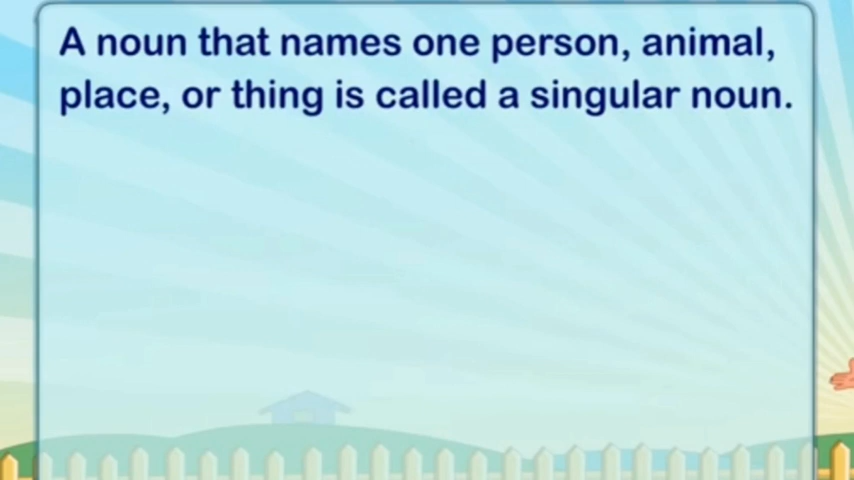 A noun that names one person, animal,
place, or thing is called a singular noun.